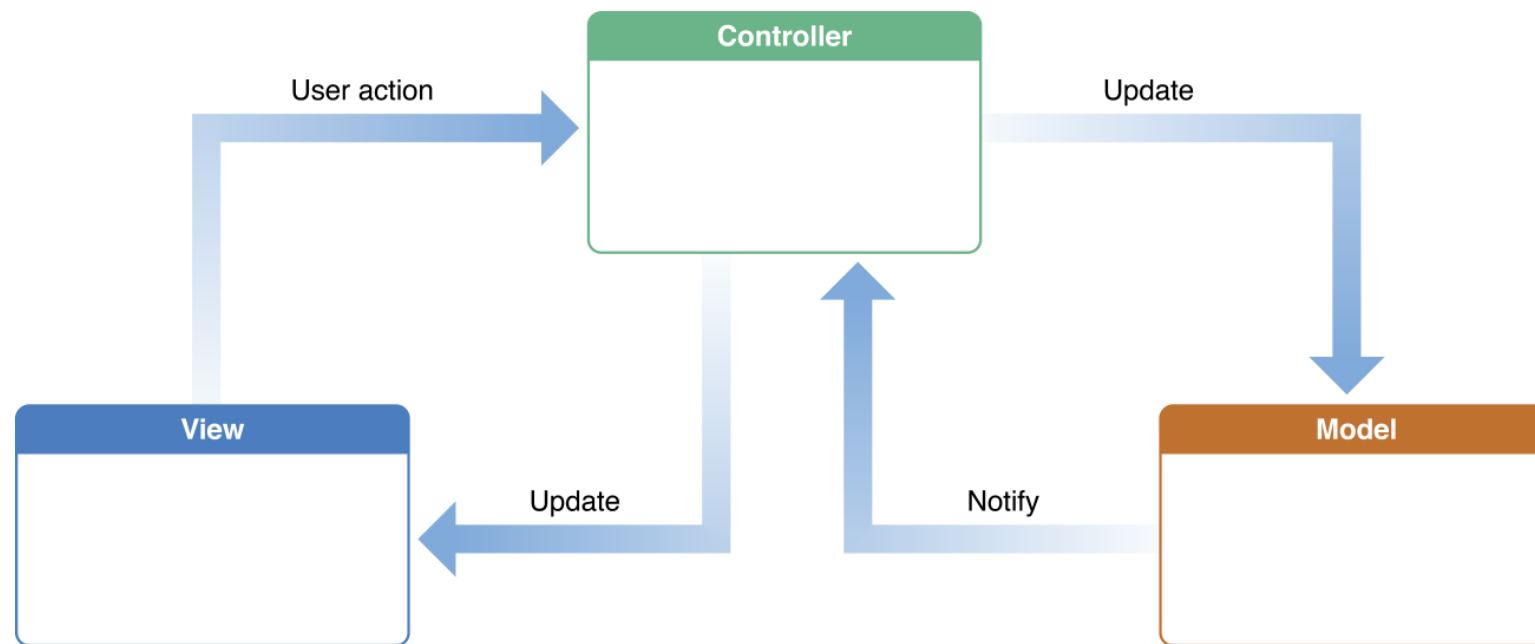 Controller
User action
Update
View
Model
Update
Notify